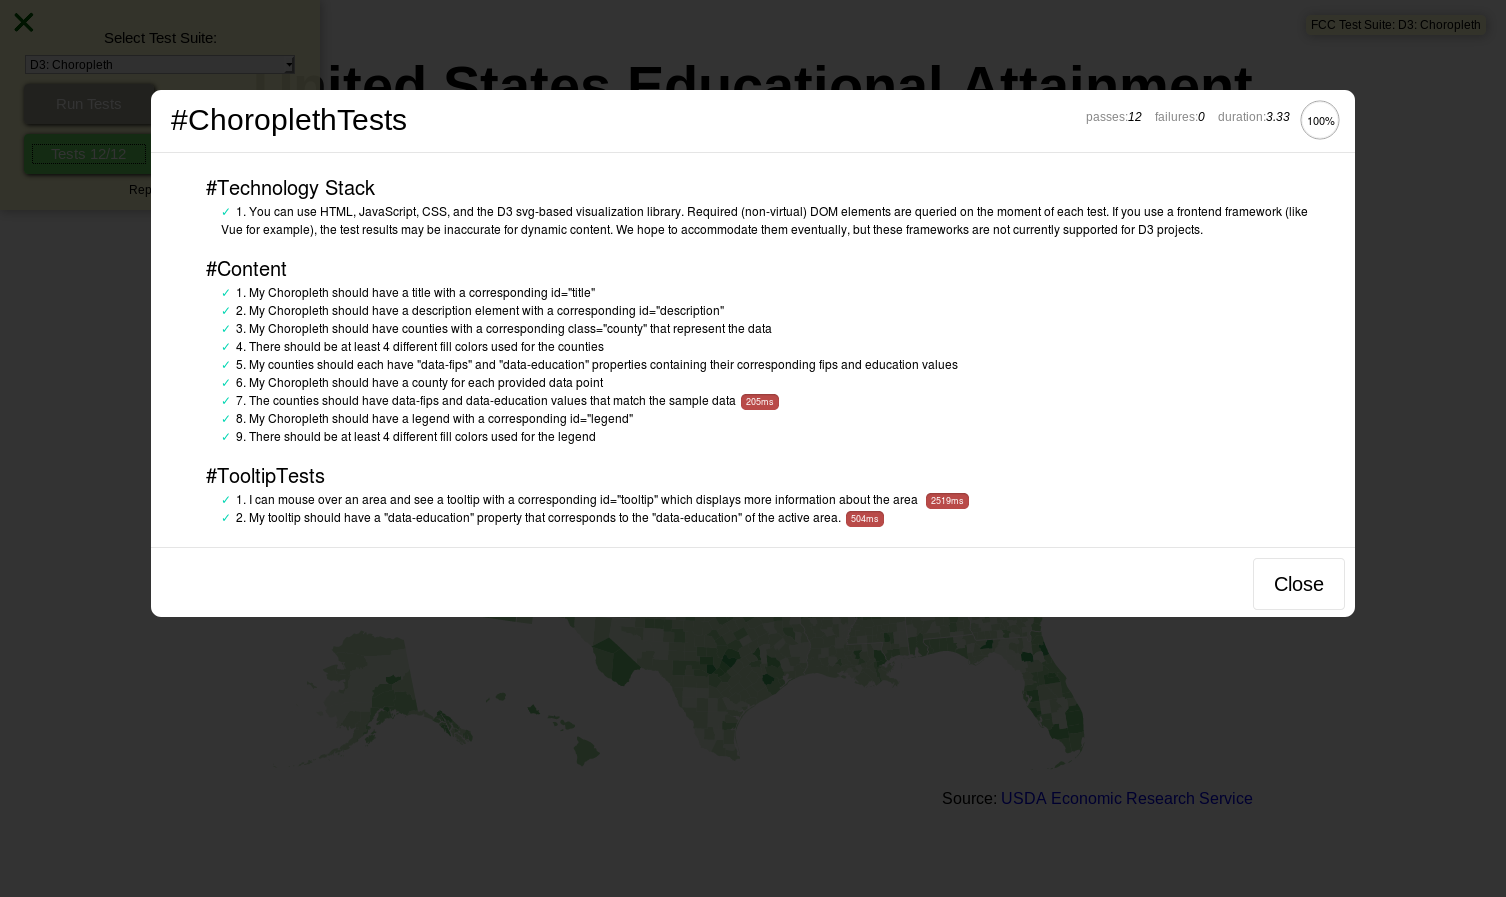 Select Test Suite:
FCC Test Suite: D3: Choropleth
D3: Choropleth
United States Educational Attainment
Run Tests
Tests 12/12
#ChoroplethTests
passes:12 failures:0 duration:3.33 100%
#Technology Stack
✓ 1. You can use HTML, JavaScript, CSS, and the D3 svg-based visualization library. Required (non-virtual) DOM elements are queried on the moment of each test. If you use a frontend framework (like
Vue for example), the test results may be inaccurate for dynamic content. We hope to accommodate them eventually, but these frameworks are not currently supported for D3 projects.
#Content
✓ 1. My Choropleth should have a title with a corresponding id="title"
✓ 2. My Choropleth should have a description element with a corresponding id="description"
✓ 3. My Choropleth should have counties with a corresponding class="county" that represent the data
✓ 4. There should be at least 4 different fill colors used for the counties
✓ 5. My counties should each have "data-fips" and "data-education" properties containing their corresponding fips and education values
✓ 6. My Choropleth should have a county for each provided data point
✓ 7. The counties should have data-fips and data-education values that match the sample data 205ms
✓ 8. My Choropleth should have a legend with a corresponding id="legend"
✓ 9. There should be at least 4 different fill colors used for the legend
#TooltipTests
✓ 1. I can mouse over an area and see a tooltip with a corresponding id="tooltip" which displays more information about the area 2519ms
✓ 2. My tooltip should have a "data-education" property that corresponds to the "data-education" of the active area. 504ms
Close
Source: USDA Economic Research Service